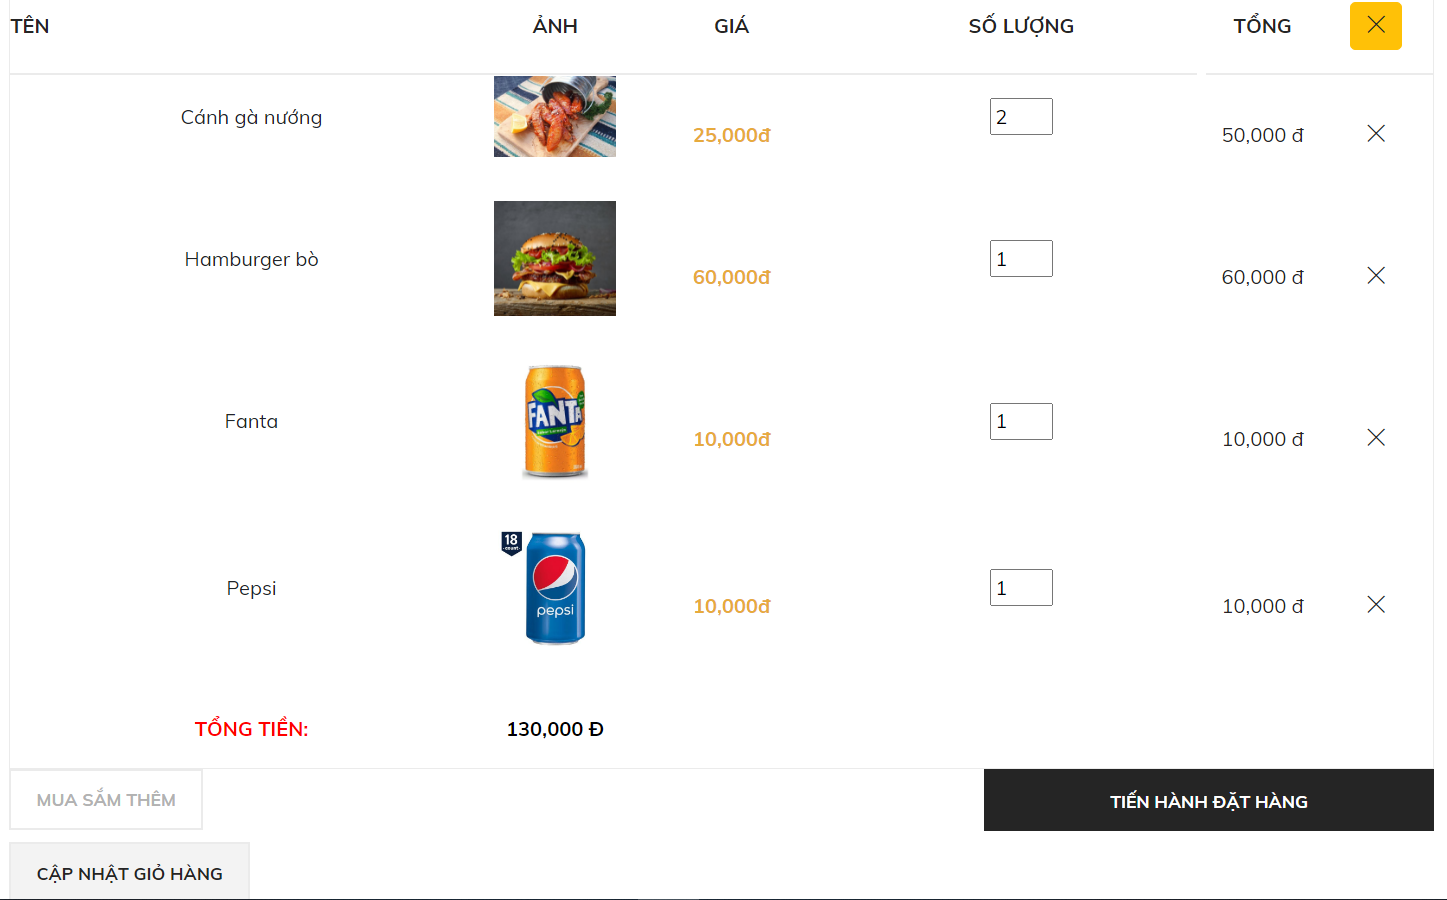 TÊN ẢNH GIÁ SỐ LƯỢNG TỔNG
Cánh gà nướng 25,000đ 2 50,000 đ
Hamburger bò 60,000đ 1 60,000 đ
Fanta FANTA 10,000đ 1 10,000 đ
18
count
Pepsi pepsi 10,000đ 1 10,000 đ
TỔNG TIỀN: 130,000 Đ
MUA SẮM THÊM TIẾN HÀNH ĐẶT HÀNG
CẬP NHẬT GIỎ HÀNG